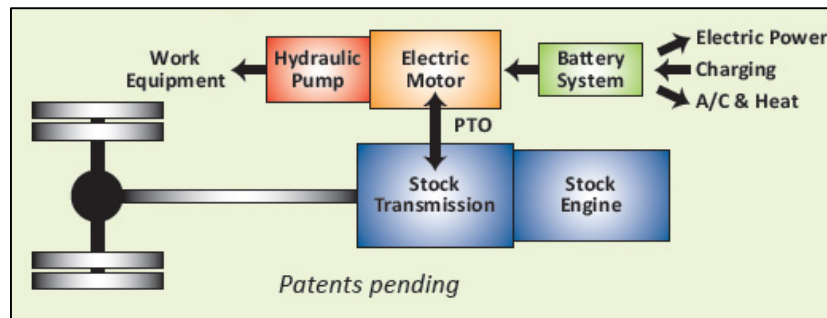 Work
Equipment
Hydraulic
Pump
Electric
Motor
Battery
System
Electric Power
Charging
A/C & Heat
PTO
Stock
Transmission
Stock
Engine
Patents pending